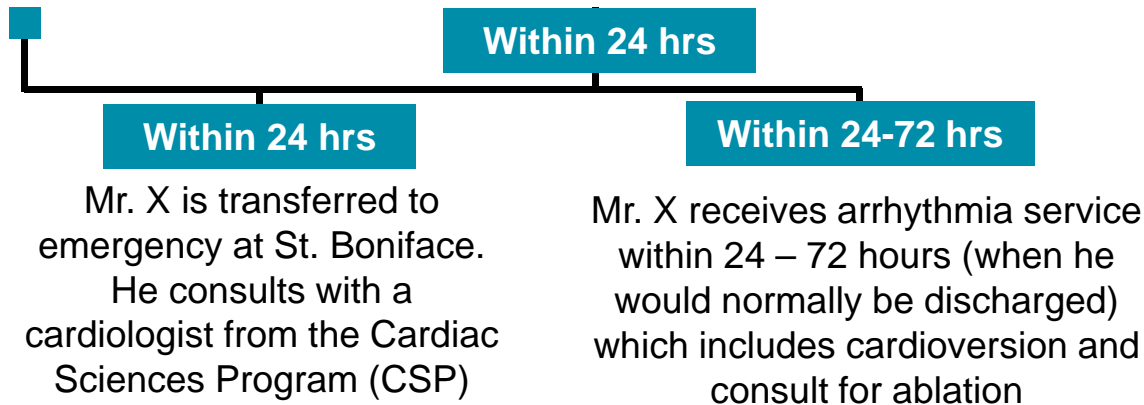 Within 24 hrs
Within 24 hrs
Mr. X is transferred to
emergency at St. Boniface.
He consults with a
cardiologist from the Cardiac
Sciences Program (CSP)
Within 24-72 hrs
Mr. X receives arrhythmia service
within 24 – 72 hours (when he
would normally be discharged)
which includes cardioversion and
consult for ablation